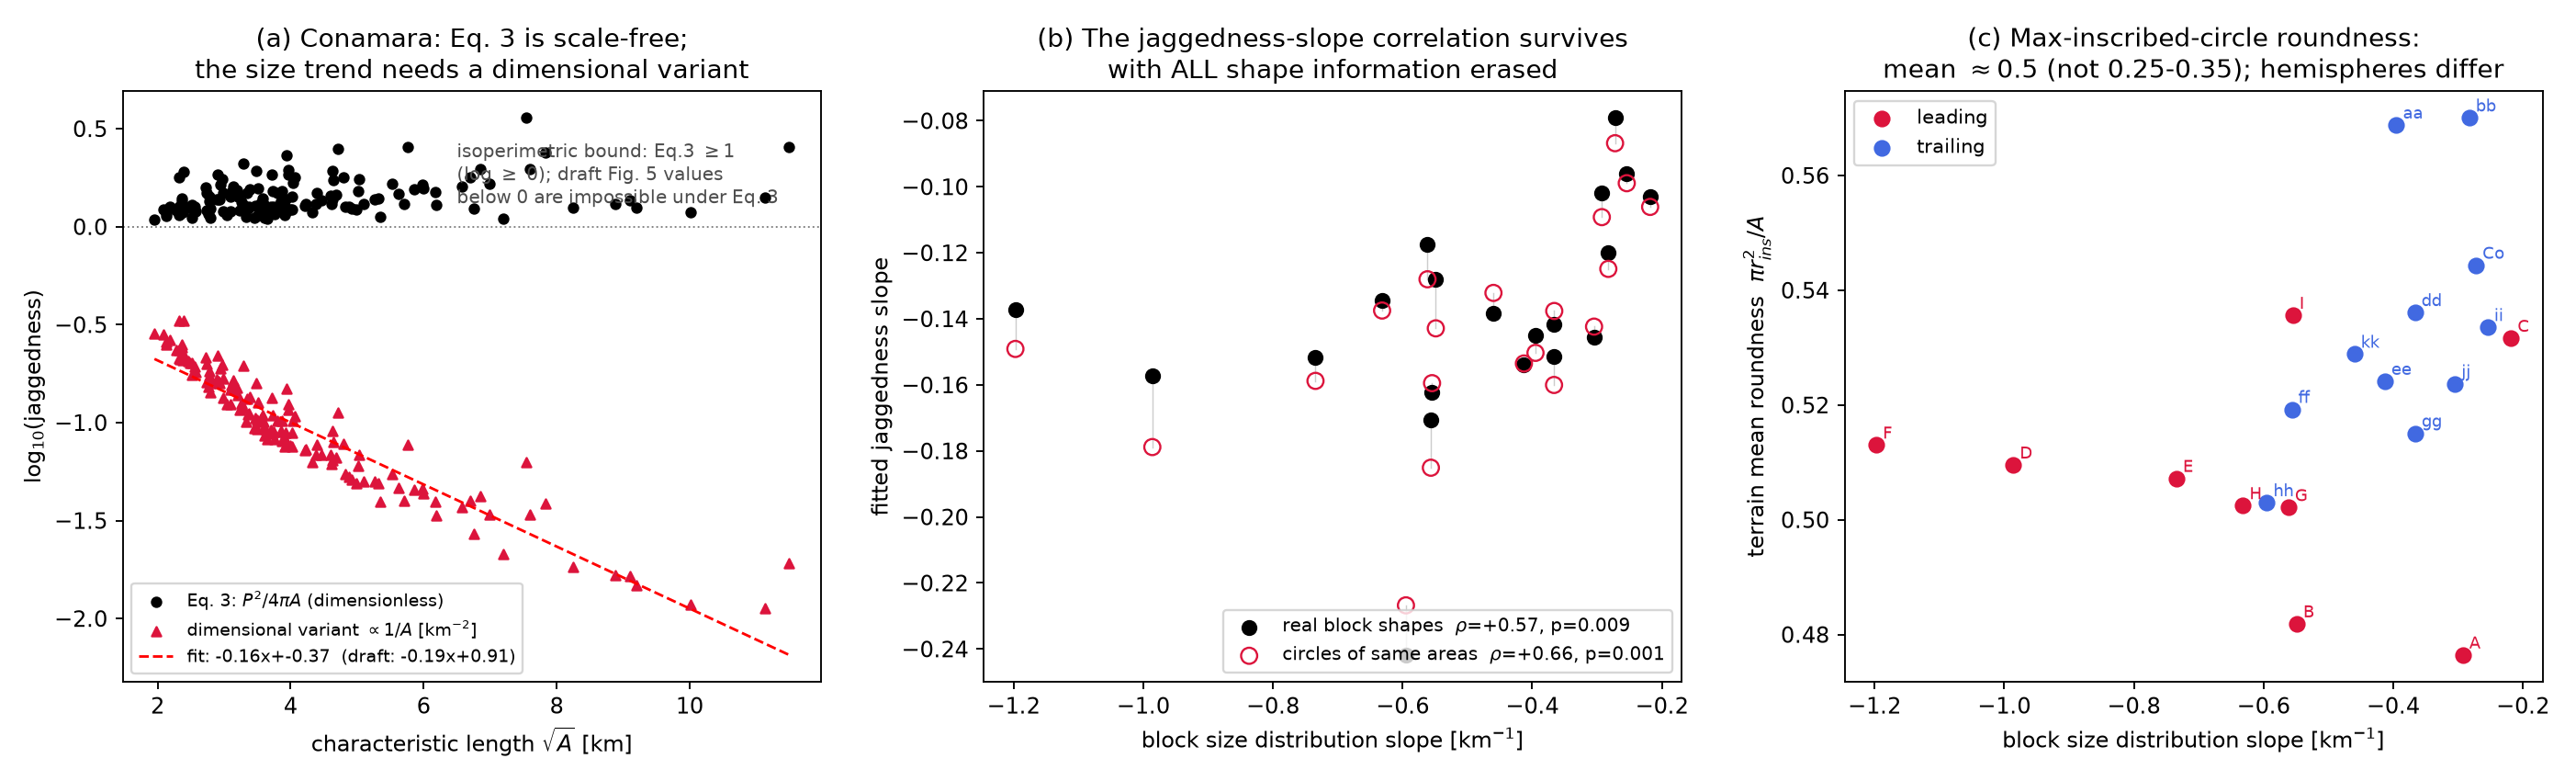 (a) Conamara: Eq. 3 is scale-free;
the size trend needs a dimensional variant
log₁₀(jaggedness)
0.5
0.0
−0.5
−1.0
−1.5
−2.0
isoperimetric bound: Eq.3 ≥1
(log ≥ 0); draft Fig. 5 values
below 0 are impossible under Eq. 3
Eq. 3: P²/4πA (dimensionless)
dimensional variant ∝1/A [km⁻²]
fit: -0.16x+-0.37 (draft: -0.19x+0.91)
2 4 6 8 10
characteristic length √A [km]
(b) The jaggedness-slope correlation survives
with ALL shape information erased
fitted jaggedness slope
−0.08
−0.10
−0.12
−0.14
−0.16
−0.18
−0.20
−0.22
−0.24
real block shapes ρ=+0.57, p=0.009
circles of same areas ρ=+0.66, p=0.001
−1.2 −1.0 −0.8 −0.6 −0.4 −0.2
block size distribution slope [km⁻¹]
(c) Max-inscribed-circle roundness:
mean ≈0.5 (not 0.25-0.35); hemispheres differ
terrain mean roundness πr²ᵢₙₛ/A
0.56
0.54
0.52
0.50
0.48
leading
trailing
aa
bb
Co
I
dd
ii
C
kk
ee
jj
ff
gg
F
D
E
H
hh
G
B
A
−1.2 −1.0 −0.8 −0.6 −0.4 −0.2
block size distribution slope [km⁻¹]